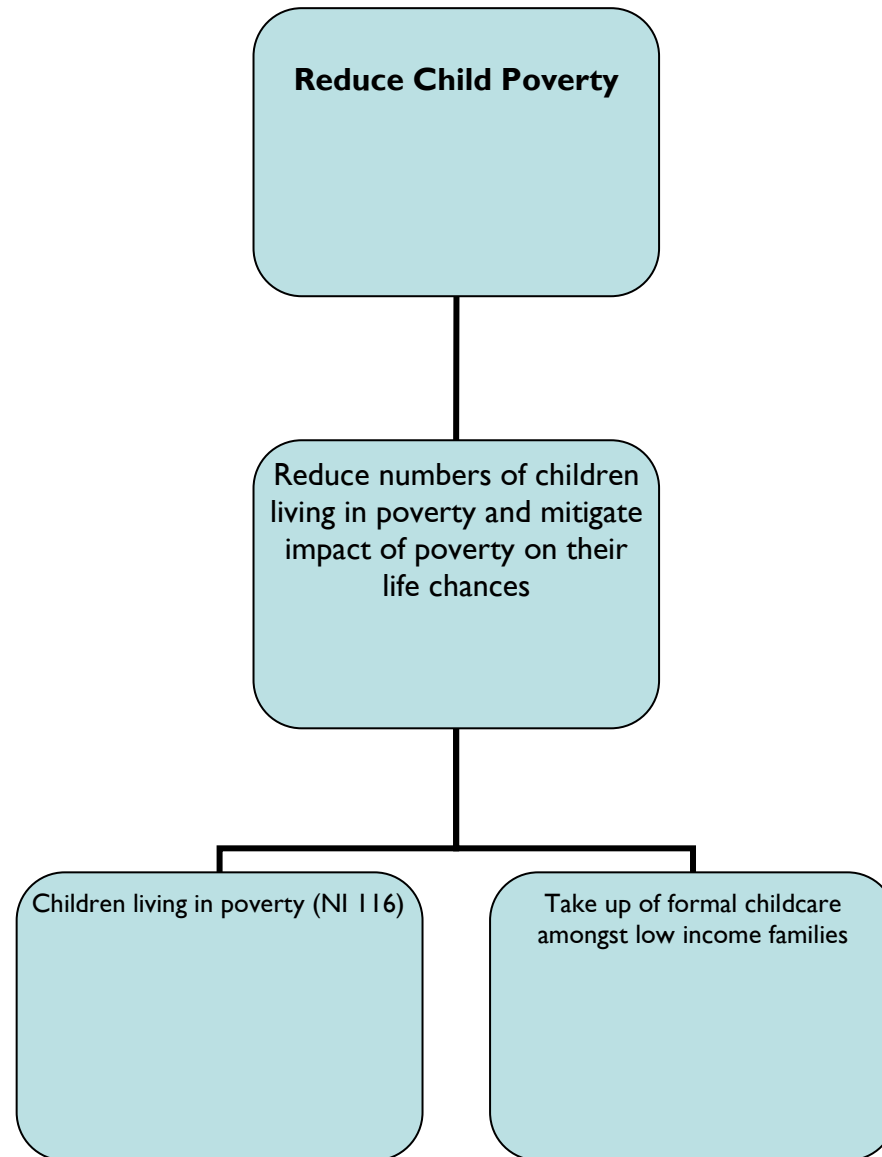 Reduce Child Poverty
Reduce numbers of children
living in poverty and mitigate
impact of poverty on their
life chances
Children living in poverty (NI 116)
Take up of formal childcare
amongst low income families